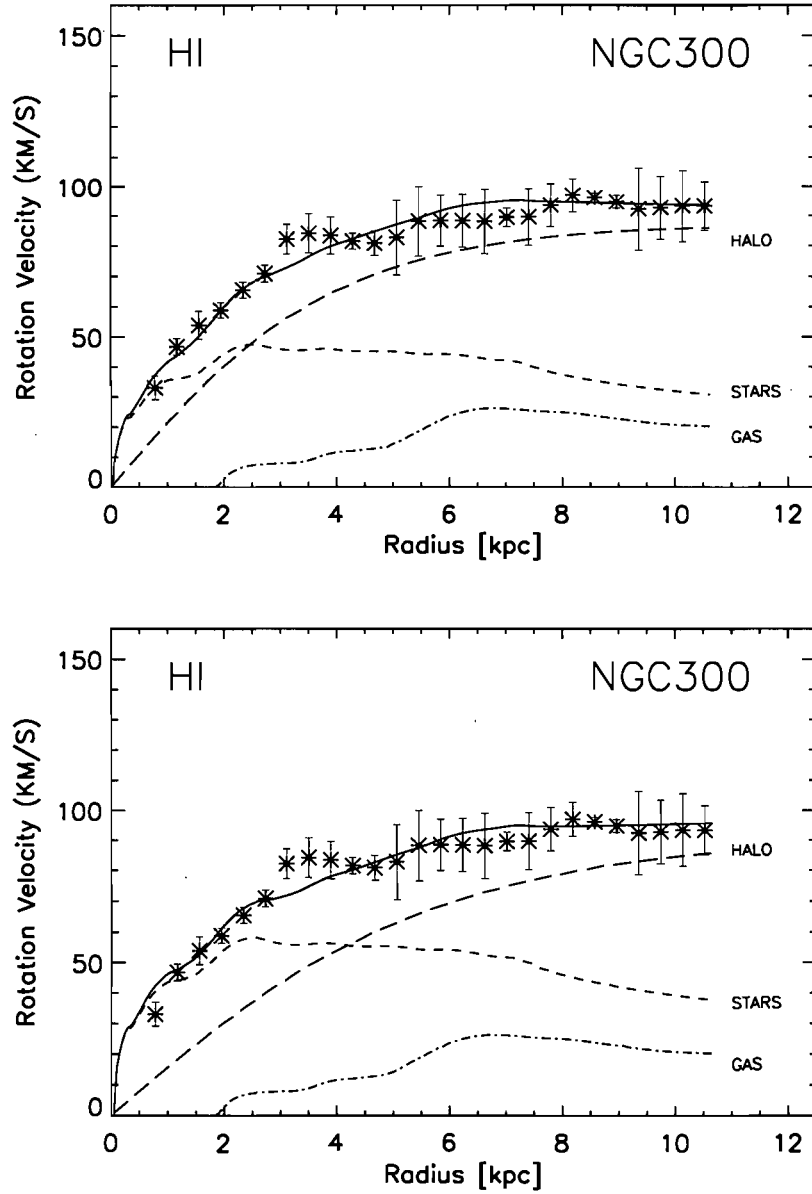 HI NGC300
150
100
50
0
Rotation Velocity (KM/S)
HALO
STARS
GAS
0 2 4 6 8 10 12
Radius [kpc]
HI NGC300
150
100
50
0
Rotation Velocity (KM/S)
HALO
STARS
GAS
0 2 4 6 8 10 12
Radius [kpc]